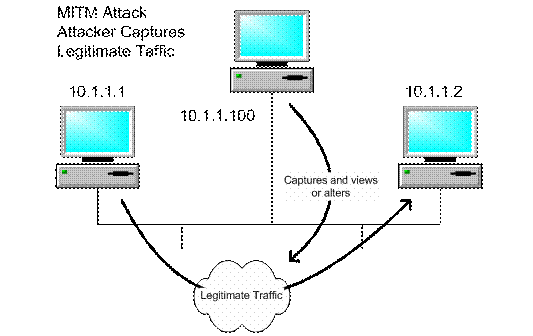 MITM Attack
Attacker Captures
Legitimate Taffic
10.1.1.1
10.1.1.100
10.1.1.2
Captures and views
or alters
Legitimate Traffic